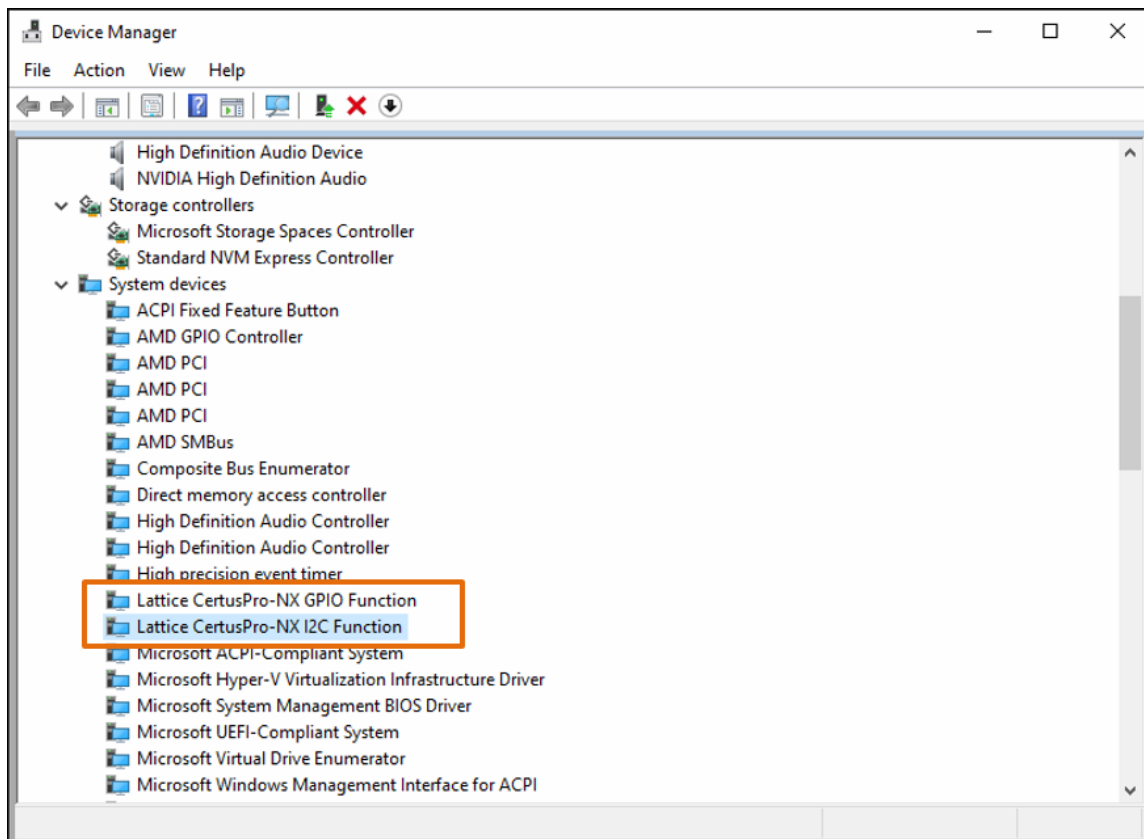 Device Manager
File Action View Help
High Definition Audio Device
NVIDIA High Definition Audio
Storage controllers
Microsoft Storage Spaces Controller
Standard NVM Express Controller
System devices
ACPI Fixed Feature Button
AMD GPIO Controller
AMD PCI
AMD PCI
AMD PCI
AMD SMBus
Composite Bus Enumerator
Direct memory access controller
High Definition Audio Controller
High Definition Audio Controller
High precision event timer
Lattice CertusPro-NX GPIO Function
Lattice CertusPro-NX I2C Function
Microsoft ACPI-Compliant System
Microsoft Hyper-V Virtualization Infrastructure Driver
Microsoft System Management BIOS Driver
Microsoft UEFI-Compliant System
Microsoft Virtual Drive Enumerator
Microsoft Windows Management Interface for ACPI